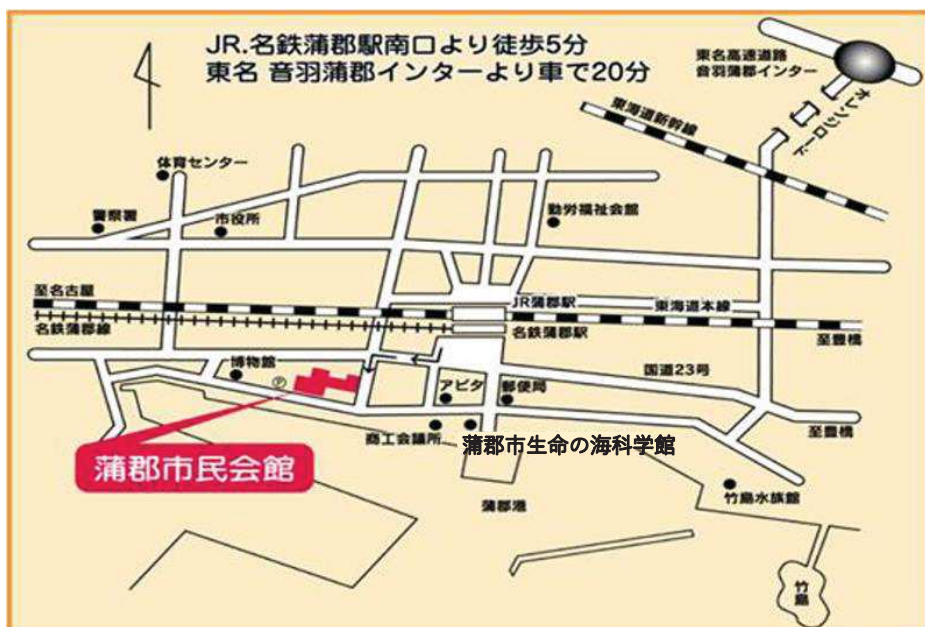 JR.名鉄蒲郡駅南口より徒歩5分
東名 音羽蒲郡インターより車で20分
東名高速道路
音羽蒲郡インター
オレンジロード
東海道新幹線
体育センター
警察署
市役所
勤労福祉会館
至名古屋
JR蒲郡駅
東海道本線
名鉄蒲郡線
名鉄蒲郡駅
至豊橋
博物館
国道23号
P
アピタ
郵便局
商工会議所
蒲郡市生命の海科学館
至豊橋
蒲郡市民会館
竹島水族館
蒲郡港
竹島